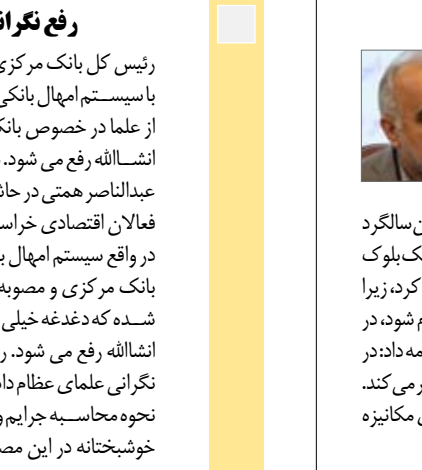 رفع نگرانی
رئیس کل بانک مرکزی
با سیستم امهال بانکی
از علما در خصوص بانک
انشاالله رفع می شود.
عبدالناصر همتی در حاش
فعالان اقتصادی خراس
در واقع سیستم امهال ب
بانک مرکزی و مصوبه
شده که دغدغه خیلی
انشاالله رفع می شود. ر
نگرانی علمای عظام دا
نحوه محاسبه جرایم و
خوشبختانه در این مص
ن سالگرد
ک بلوک
کرد، زیرا
م شود، در
مه داد: در
ر می کند.
ی مکانیزه